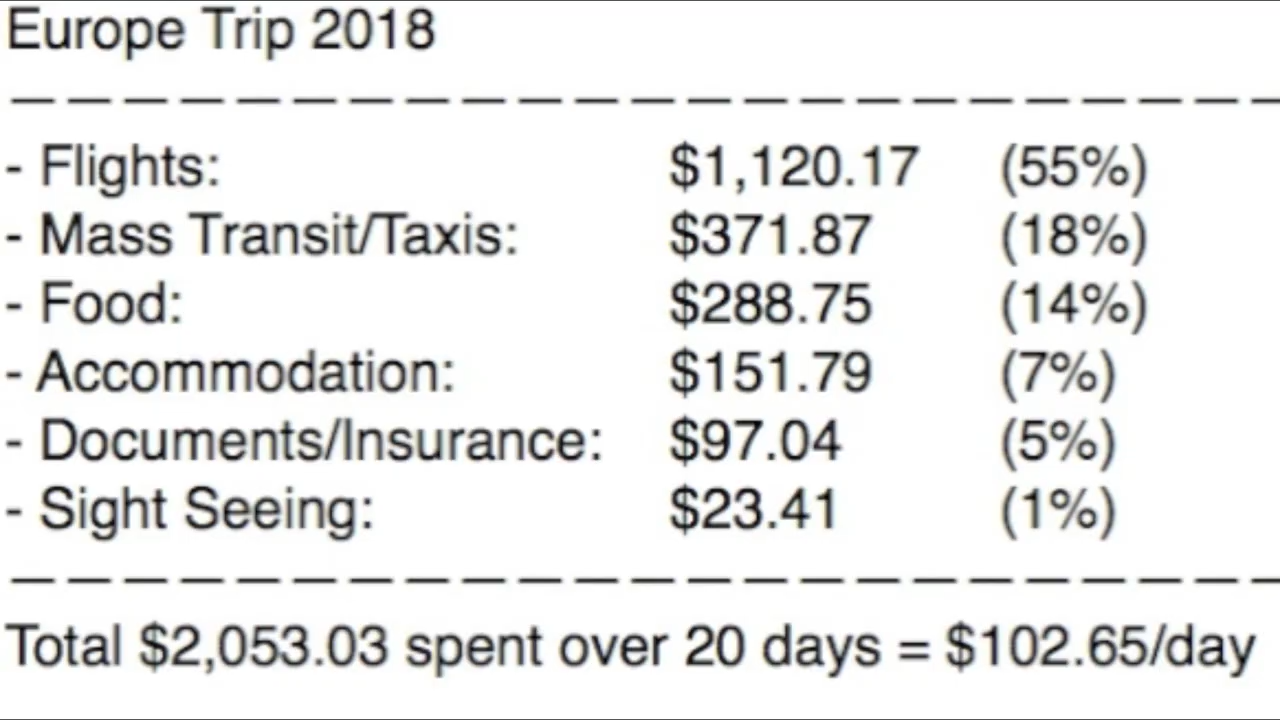 Europe Trip 2018
- Flights: $1,120.17 (55%)
- Mass Transit/Taxis: $371.87 (18%)
- Food: $288.75 (14%)
- Accommodation: $151.79 (7%)
- Documents/Insurance: $97.04 (5%)
- Sight Seeing: $23.41 (1%)
Total $2,053.03 spent over 20 days = $102.65/day